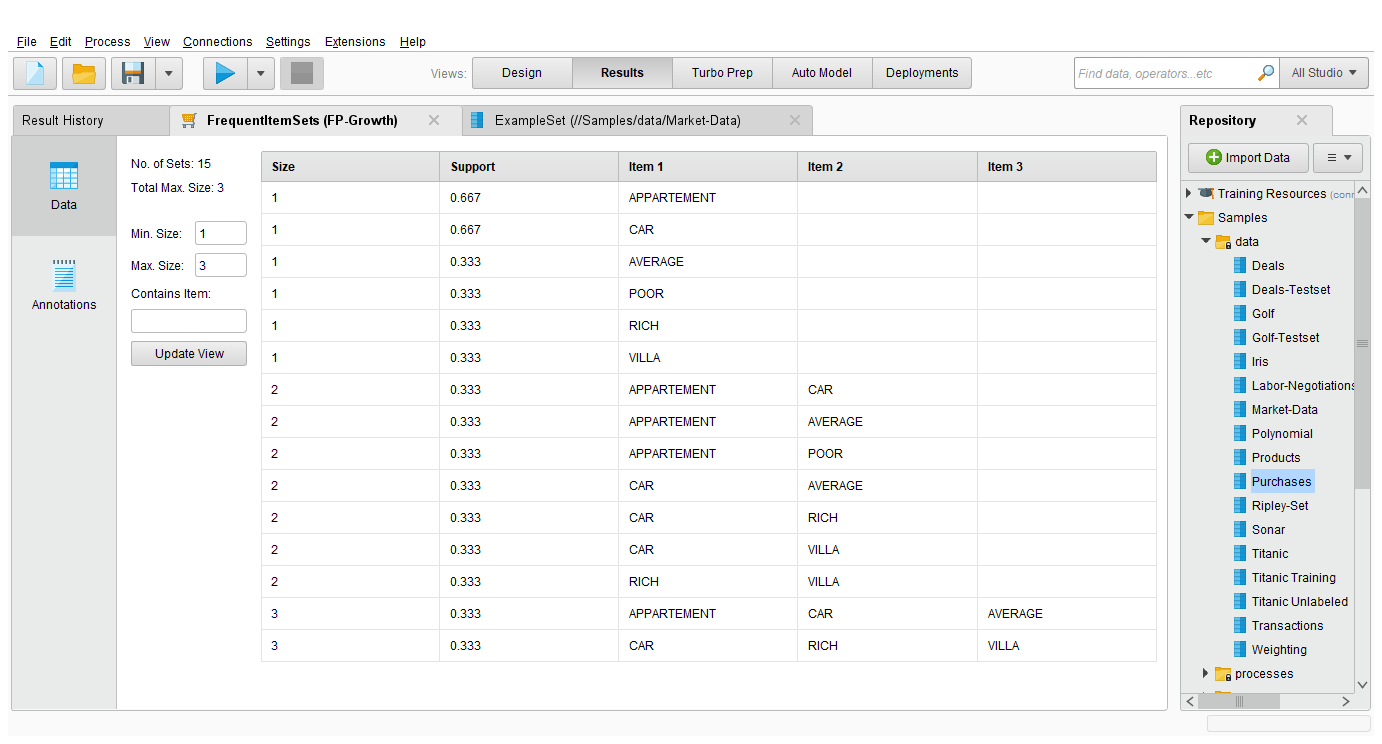 File Edit Process View Connections Settings Extensions Help
Views: Design Results Turbo Prep Auto Model Deployments Find data, operators...etc All Studio
Result History FrequentItemSets (FP-Growth) ExampleSet (//Samples/data/Market-Data)
Data
Annotations
No. of Sets: 15
Total Max. Size: 3
Min. Size: 1
Max. Size: 3
Contains Item:
Update View
Size Support Item 1 Item 2 Item 3
1 0.667 APPARTEMENT
1 0.667 CAR
1 0.333 AVERAGE
1 0.333 POOR
1 0.333 RICH
1 0.333 VILLA
2 0.333 APPARTEMENT CAR
2 0.333 APPARTEMENT AVERAGE
2 0.333 APPARTEMENT POOR
2 0.333 CAR AVERAGE
2 0.333 CAR RICH
2 0.333 CAR VILLA
2 0.333 RICH VILLA
3 0.333 APPARTEMENT CAR AVERAGE
3 0.333 CAR RICH VILLA
Repository
Import Data
Training Resources (conn
Samples
data
Deals
Deals-Testset
Golf
Golf-Testset
Iris
Labor-Negotiations
Market-Data
Polynomial
Products
Purchases
Ripley-Set
Sonar
Titanic
Titanic Training
Titanic Unlabeled
Transactions
Weighting
processes